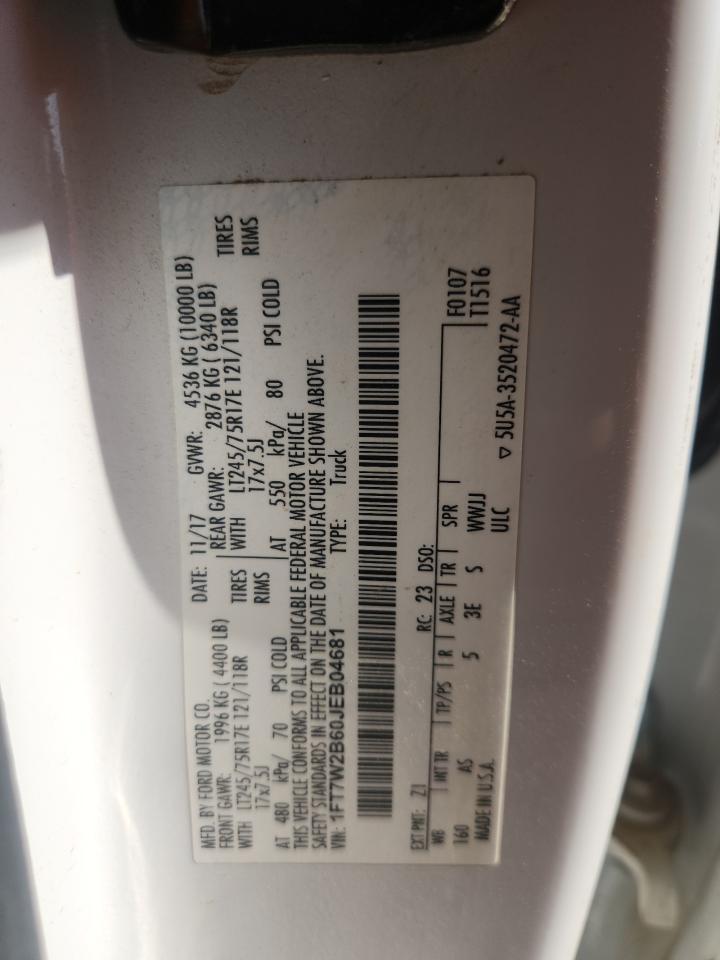 MFD. BY FORD MOTOR CO. DATE: 11/17 GVWR: 4536 KG (10000 LB)
FRONT GAWR: 1996 KG ( 4400 LB) REAR GAWR: 2876 KG ( 6340 LB)
WITH LT245/75R17E 121/118R TIRES WITH LT245/75R17E 121/118R TIRES
17x7.5J RIMS 17x7.5J RIMS
AT 480 kPa/ 70 PSI COLD AT 550 kPa/ 80 PSI COLD
THIS VEHICLE CONFORMS TO ALL APPLICABLE FEDERAL MOTOR VEHICLE
SAFETY STANDARDS IN EFFECT ON THE DATE OF MANUFACTURE SHOWN ABOVE.
VIN: 1FT7W2B60JEB04681 TYPE: Truck
EXT PNT: Z1 RC: 23 DSO:
WB INT TR TP/PS R AXLE TR SPR F0107
160 AS 5 3E S WWJJ T1516
MADE IN U.S.A. ULC ▽ 5U5A-3520472-AA